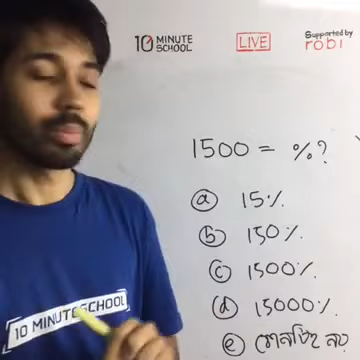 10 MINUTE SCHOOL
LIVE
Supported by
robi
1500 = %?
ⓐ 15%.
ⓑ 150%.
ⓒ 1500%.
ⓓ 15000%.
ⓔ কোনটিই নয়
10 MINUTE SCHOOL